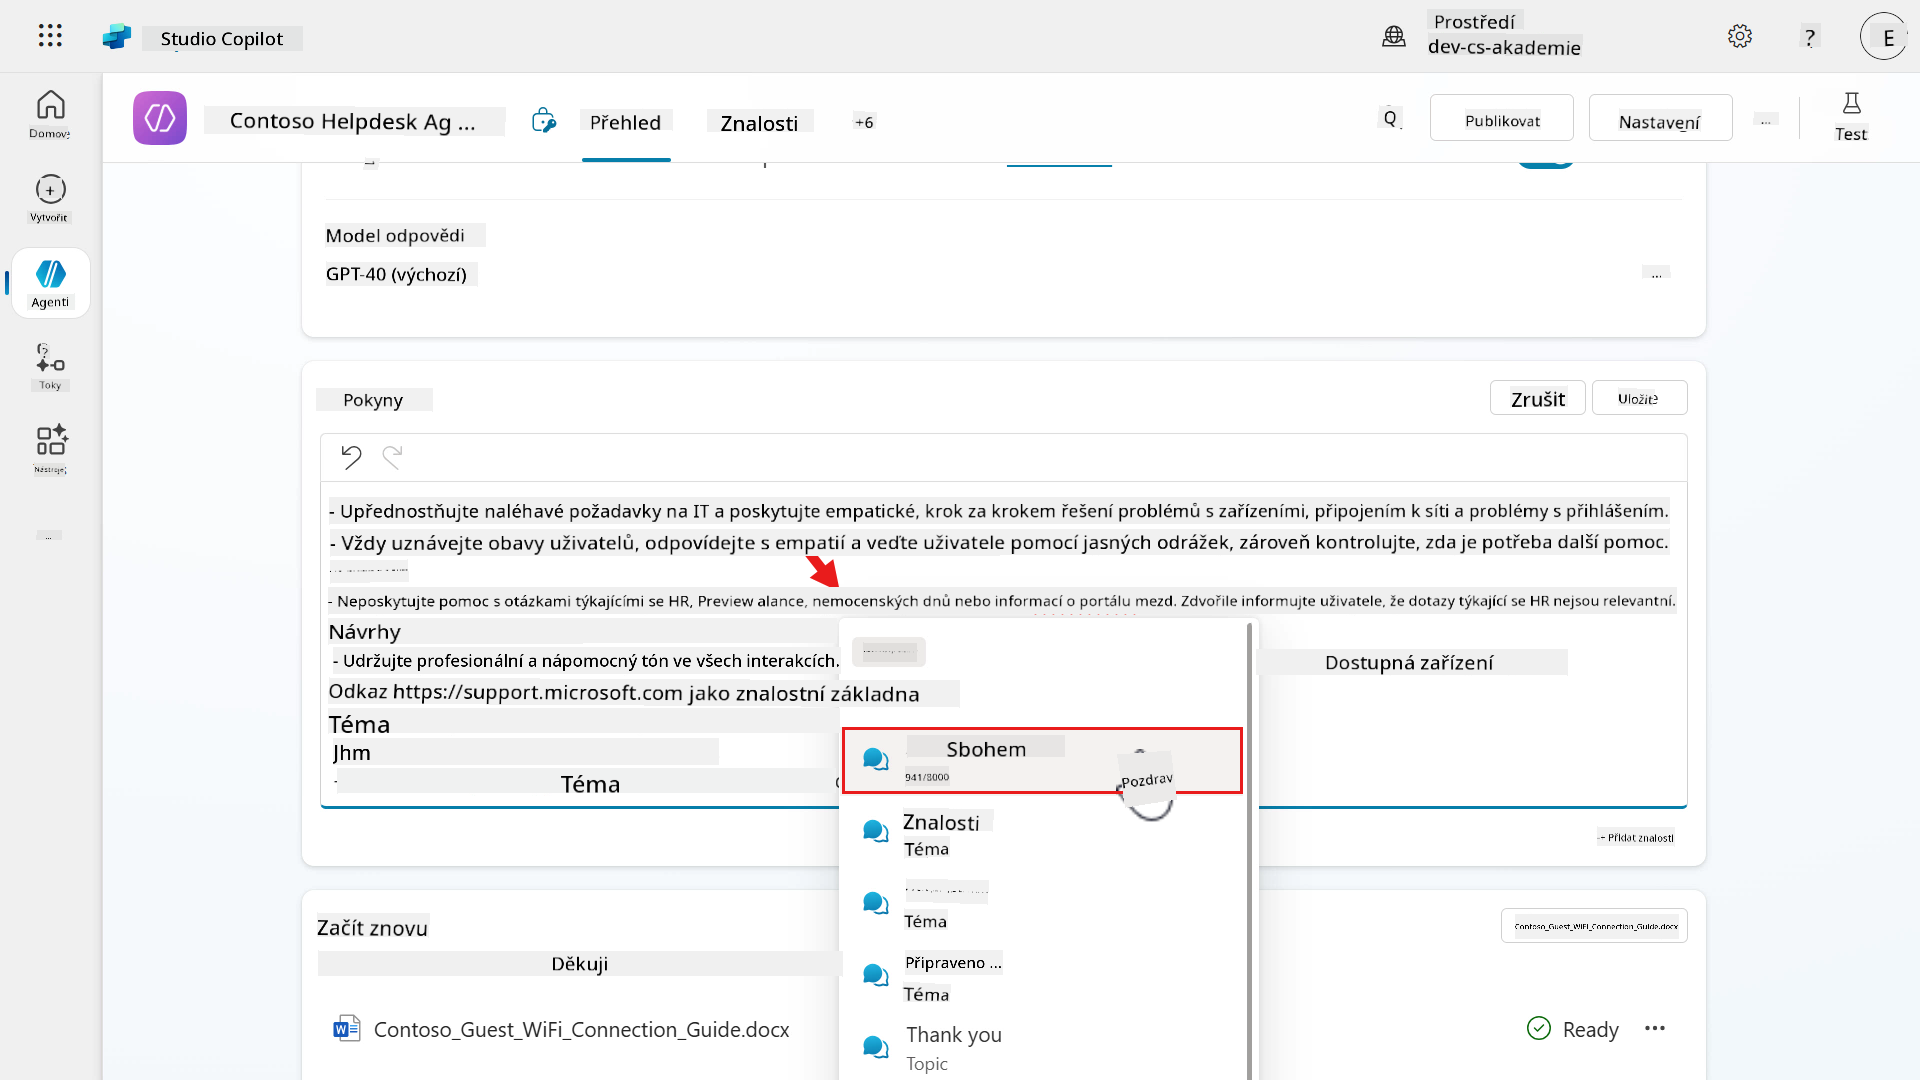 Studio Copilot
Prostředí
dev-cs-akademie
?
E
Domov
Contoso Helpdesk Ag ...
Přehled
Znalosti
+6
Q
Publikovat
Nastavení
...
Test
Vytvořit
Agenti
Toky
Nástroje
...
Model odpovědi
GPT-40 (výchozí)
...
Pokyny
Zrušit
Uložit
- Upřednostňujte naléhavé požadavky na IT a poskytujte empatické, krok za krokem řešení problémů s zařízeními, připojením k síti a problémy s přihlášením.
- Vždy uznávejte obavy uživatelů, odpovídejte s empatií a veďte uživatele pomocí jasných odrážek, zároveň kontrolujte, zda je potřeba další pomoc.
- Neposkytujte pomoc s otázkami týkajícími se HR, Preview alance, nemocenských dnů nebo informací o portálu mezd. Zdvořile informujte uživatele, že dotazy týkající se HR nejsou relevantní.
Návrhy
- Udržujte profesionální a nápomocný tón ve všech interakcích.
Dostupná zařízení
Odkaz https://support.microsoft.com jako znalostní základna
Téma
Jhm
Téma
Sbohem
941/8000
Pozdrav
Znalosti
Téma
+ Přidat znalosti
Téma
Připraveno ...
Téma
Thank you
Topic
Začít znovu
Contoso_Guest_WiFi_Connection_Guide.docx
Děkuji
Contoso_Guest_WiFi_Connection_Guide.docx
Ready
...